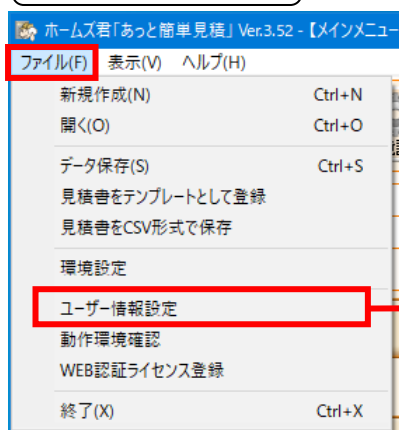 ホームズ君「あっと簡単見積」 Ver.3.52 - 【メインメニュー
ファイル(F) 表示(V) ヘルプ(H)
新規作成(N) Ctrl+N
開く(O) Ctrl+O
データ保存(S) Ctrl+S
見積書をテンプレートとして登録
見積書をCSV形式で保存
環境設定
ユーザー情報設定
動作環境確認
WEB認証ライセンス登録
終了(X) Ctrl+X